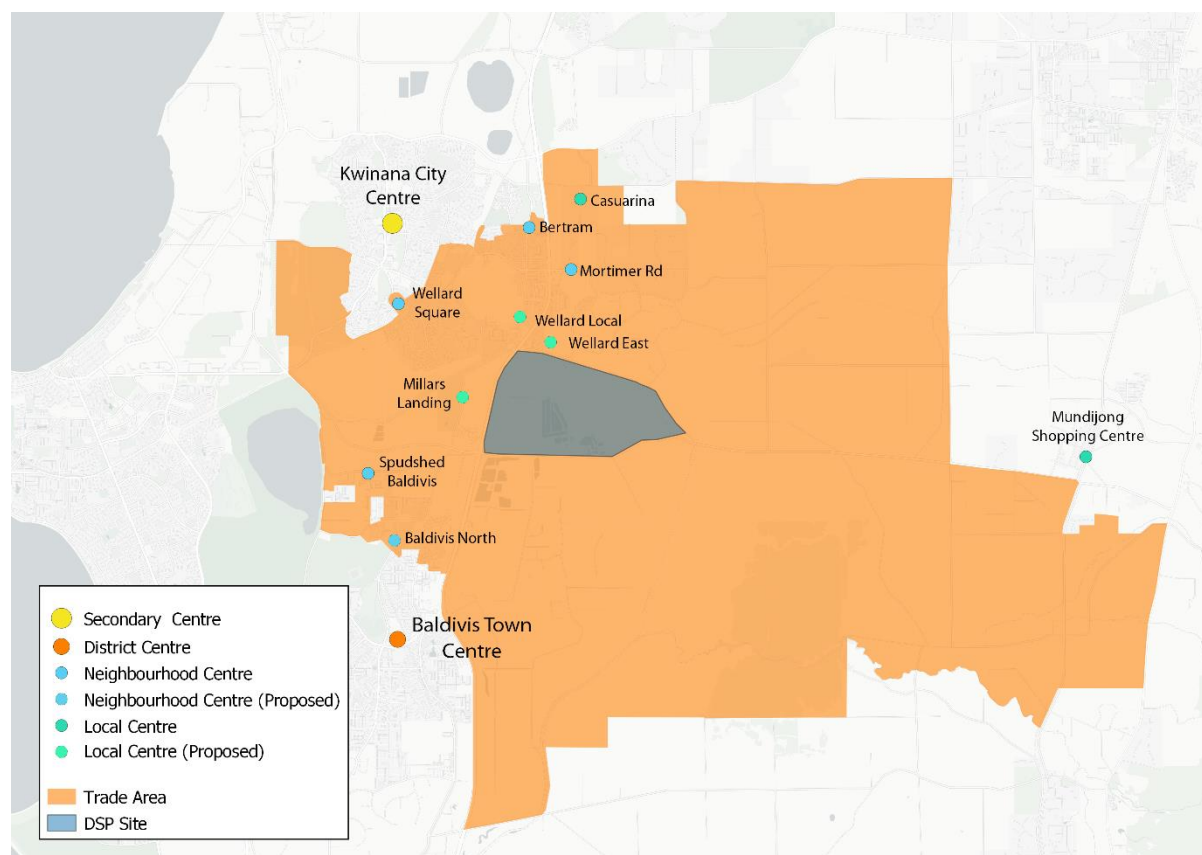 Kwinana City
Centre
Casuarina
Bertram
Mortimer Rd
Wellard
Square
Wellard Local
Wellard East
Millars
Landing
Mundijong
Shopping Centre
Spudshed
Baldivis
Baldivis North
Baldivis Town
Centre
Secondary Centre
District Centre
Neighbourhood Centre
Neighbourhood Centre (Proposed)
Local Centre
Local Centre (Proposed)
Trade Area
DSP Site